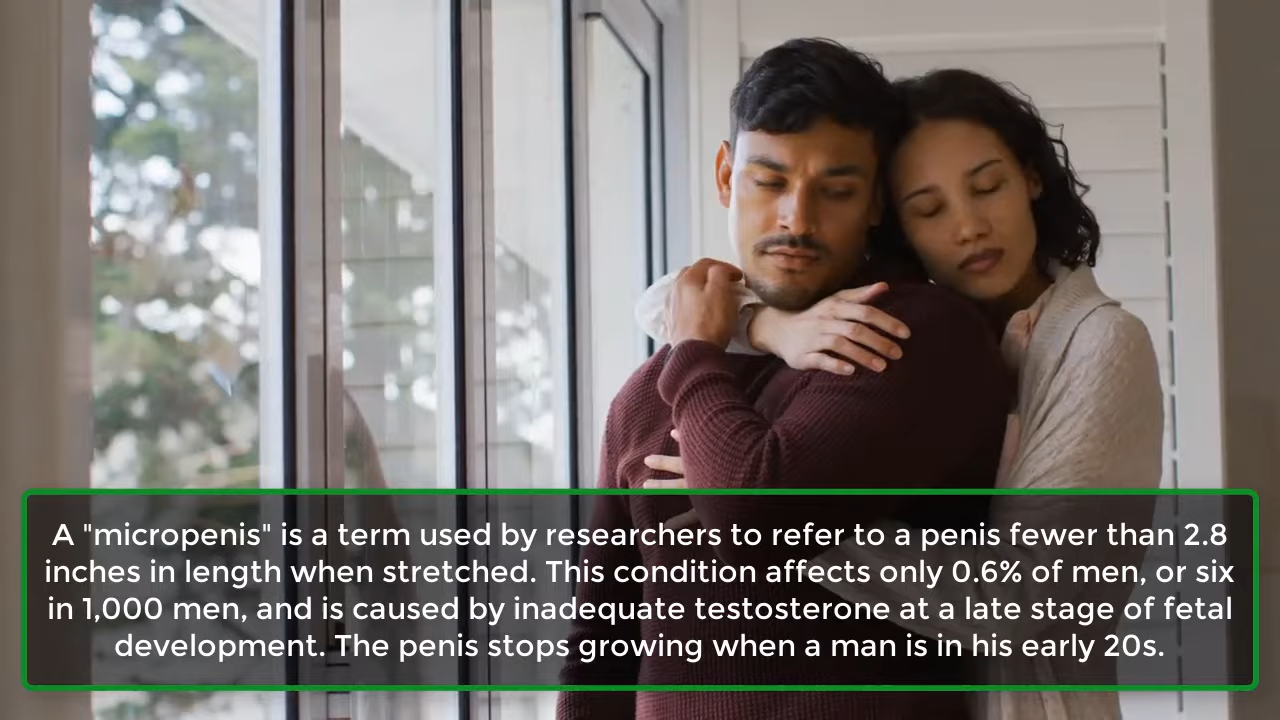 A "micropenis" is a term used by researchers to refer to a penis fewer than 2.8
inches in length when stretched. This condition affects only 0.6% of men, or six
in 1,000 men, and is caused by inadequate testosterone at a late stage of fetal
development. The penis stops growing when a man is in his early 20s.